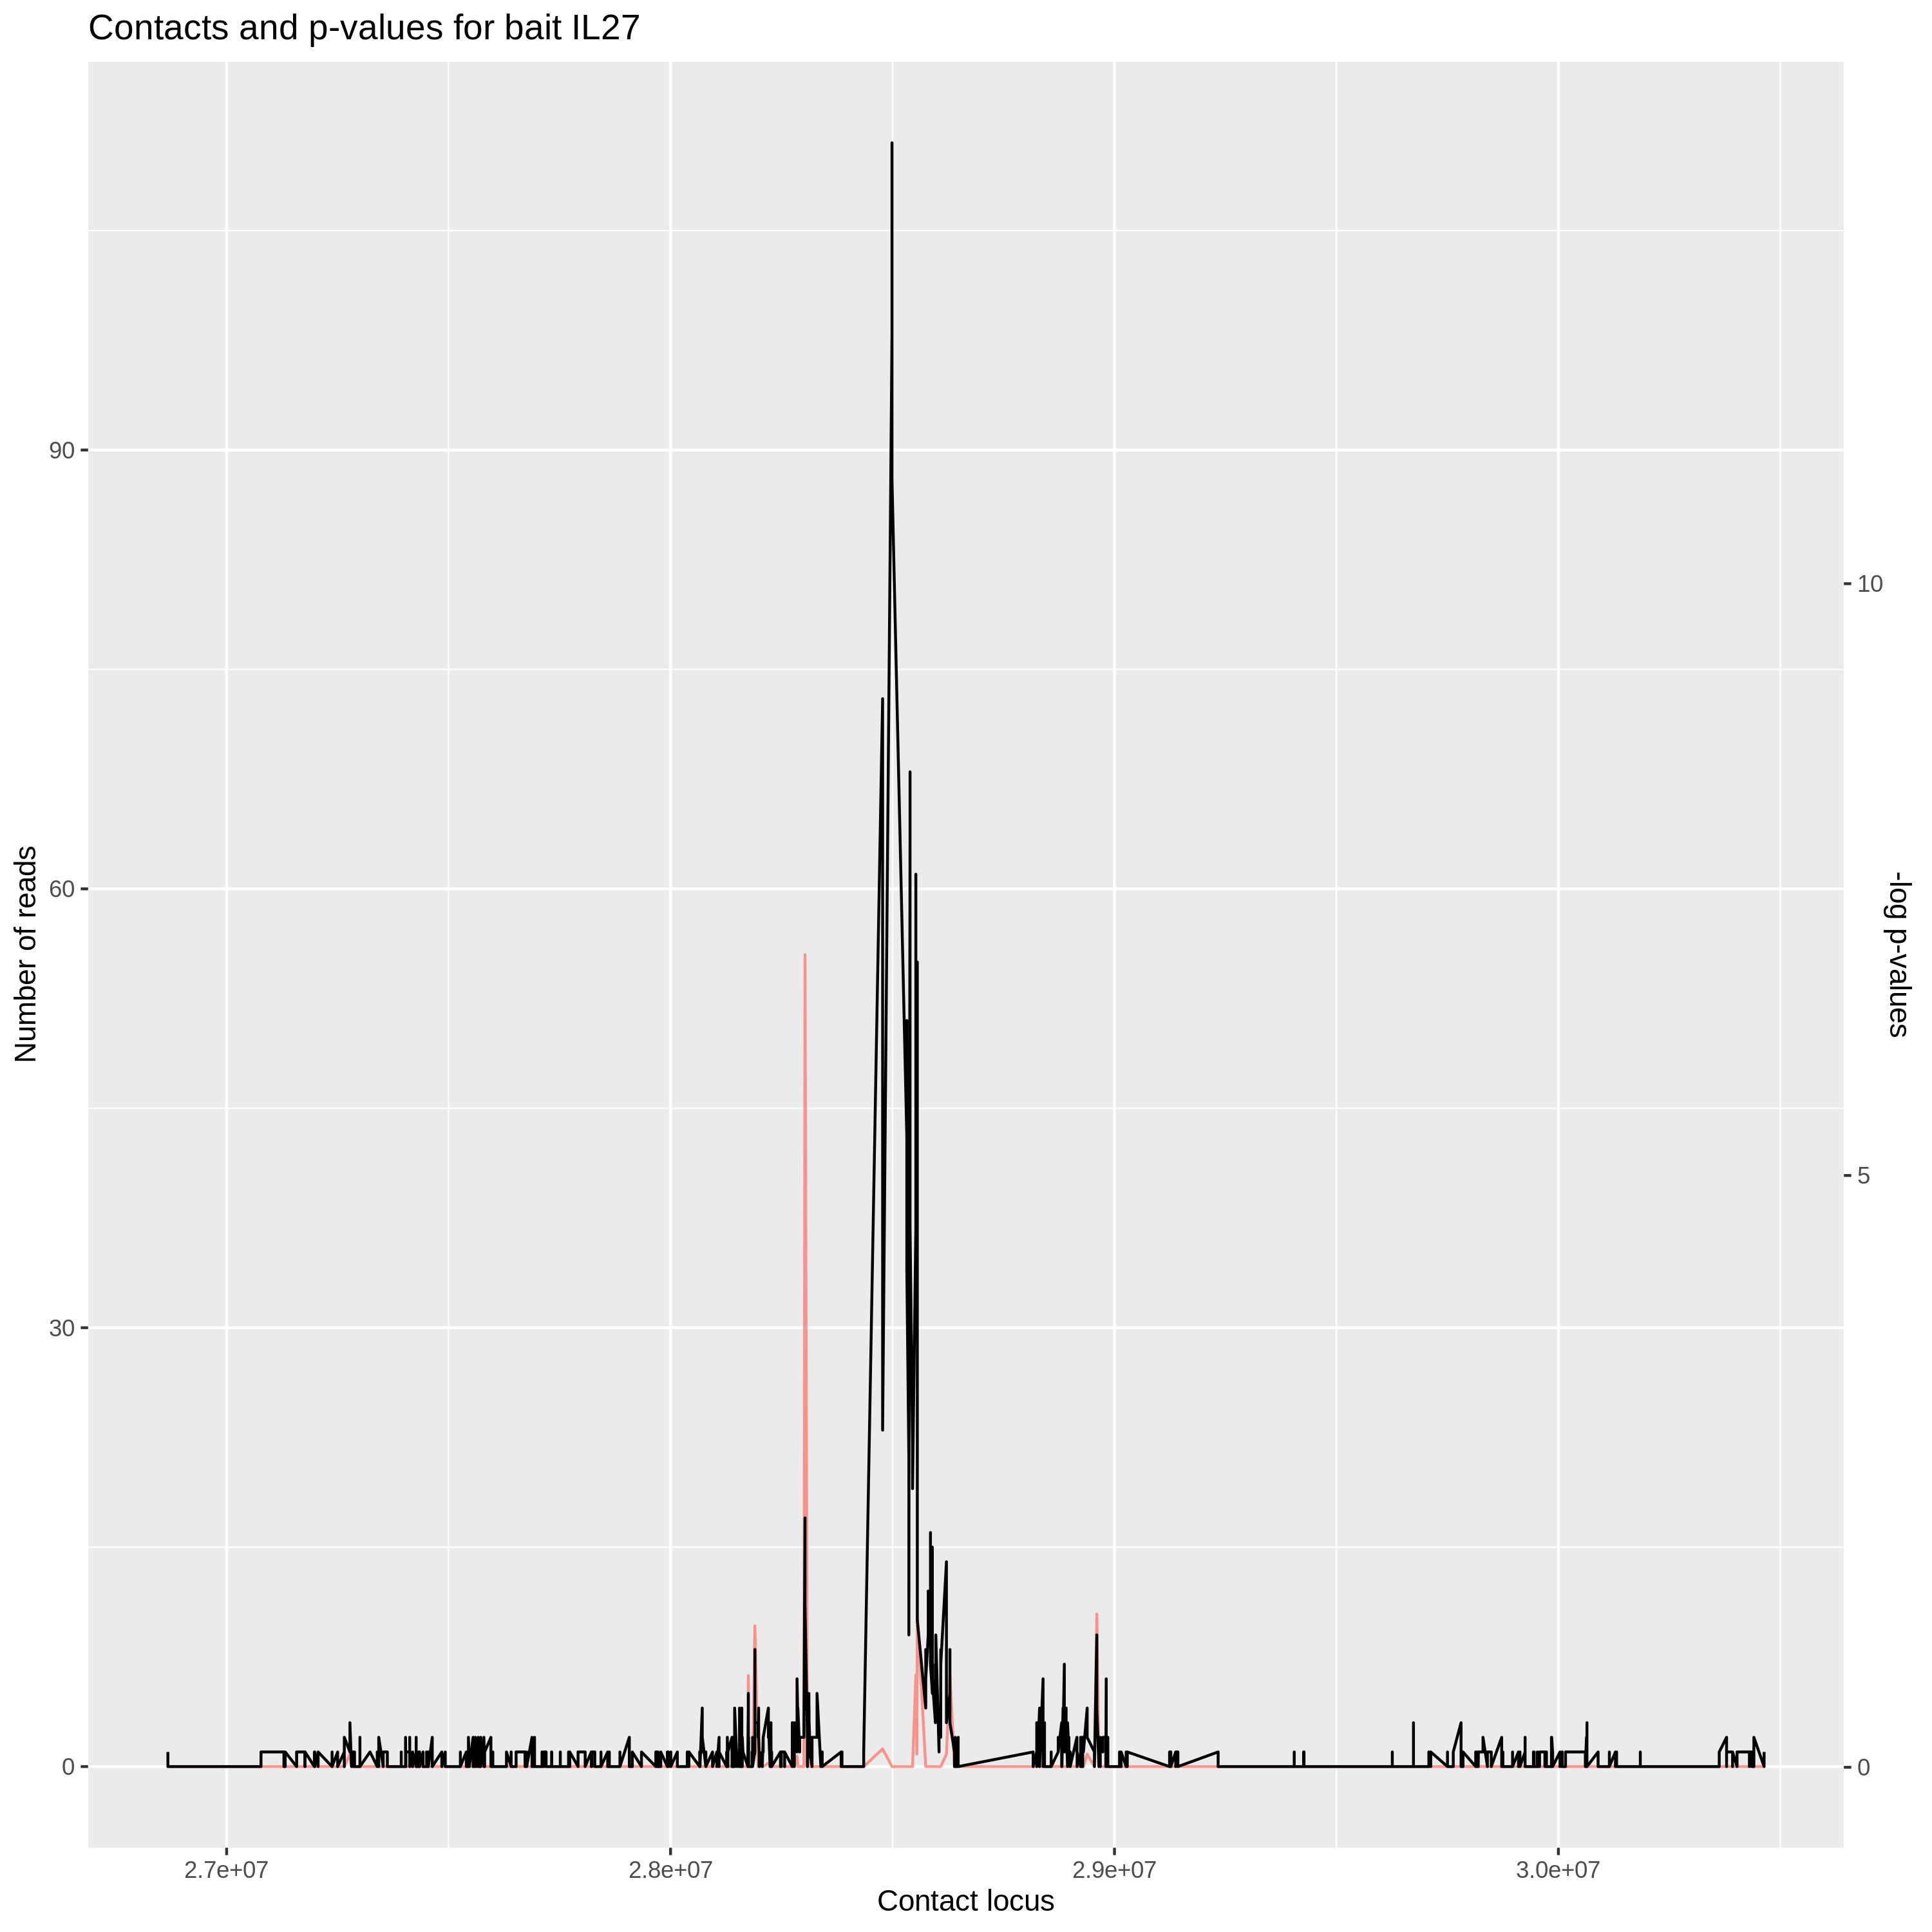 Contacts and p-values for bait IL27
90
60
30
0
10
5
0
Number of reads
-log p-values
2.7e+07
2.8e+07
2.9e+07
3.0e+07
Contact locus